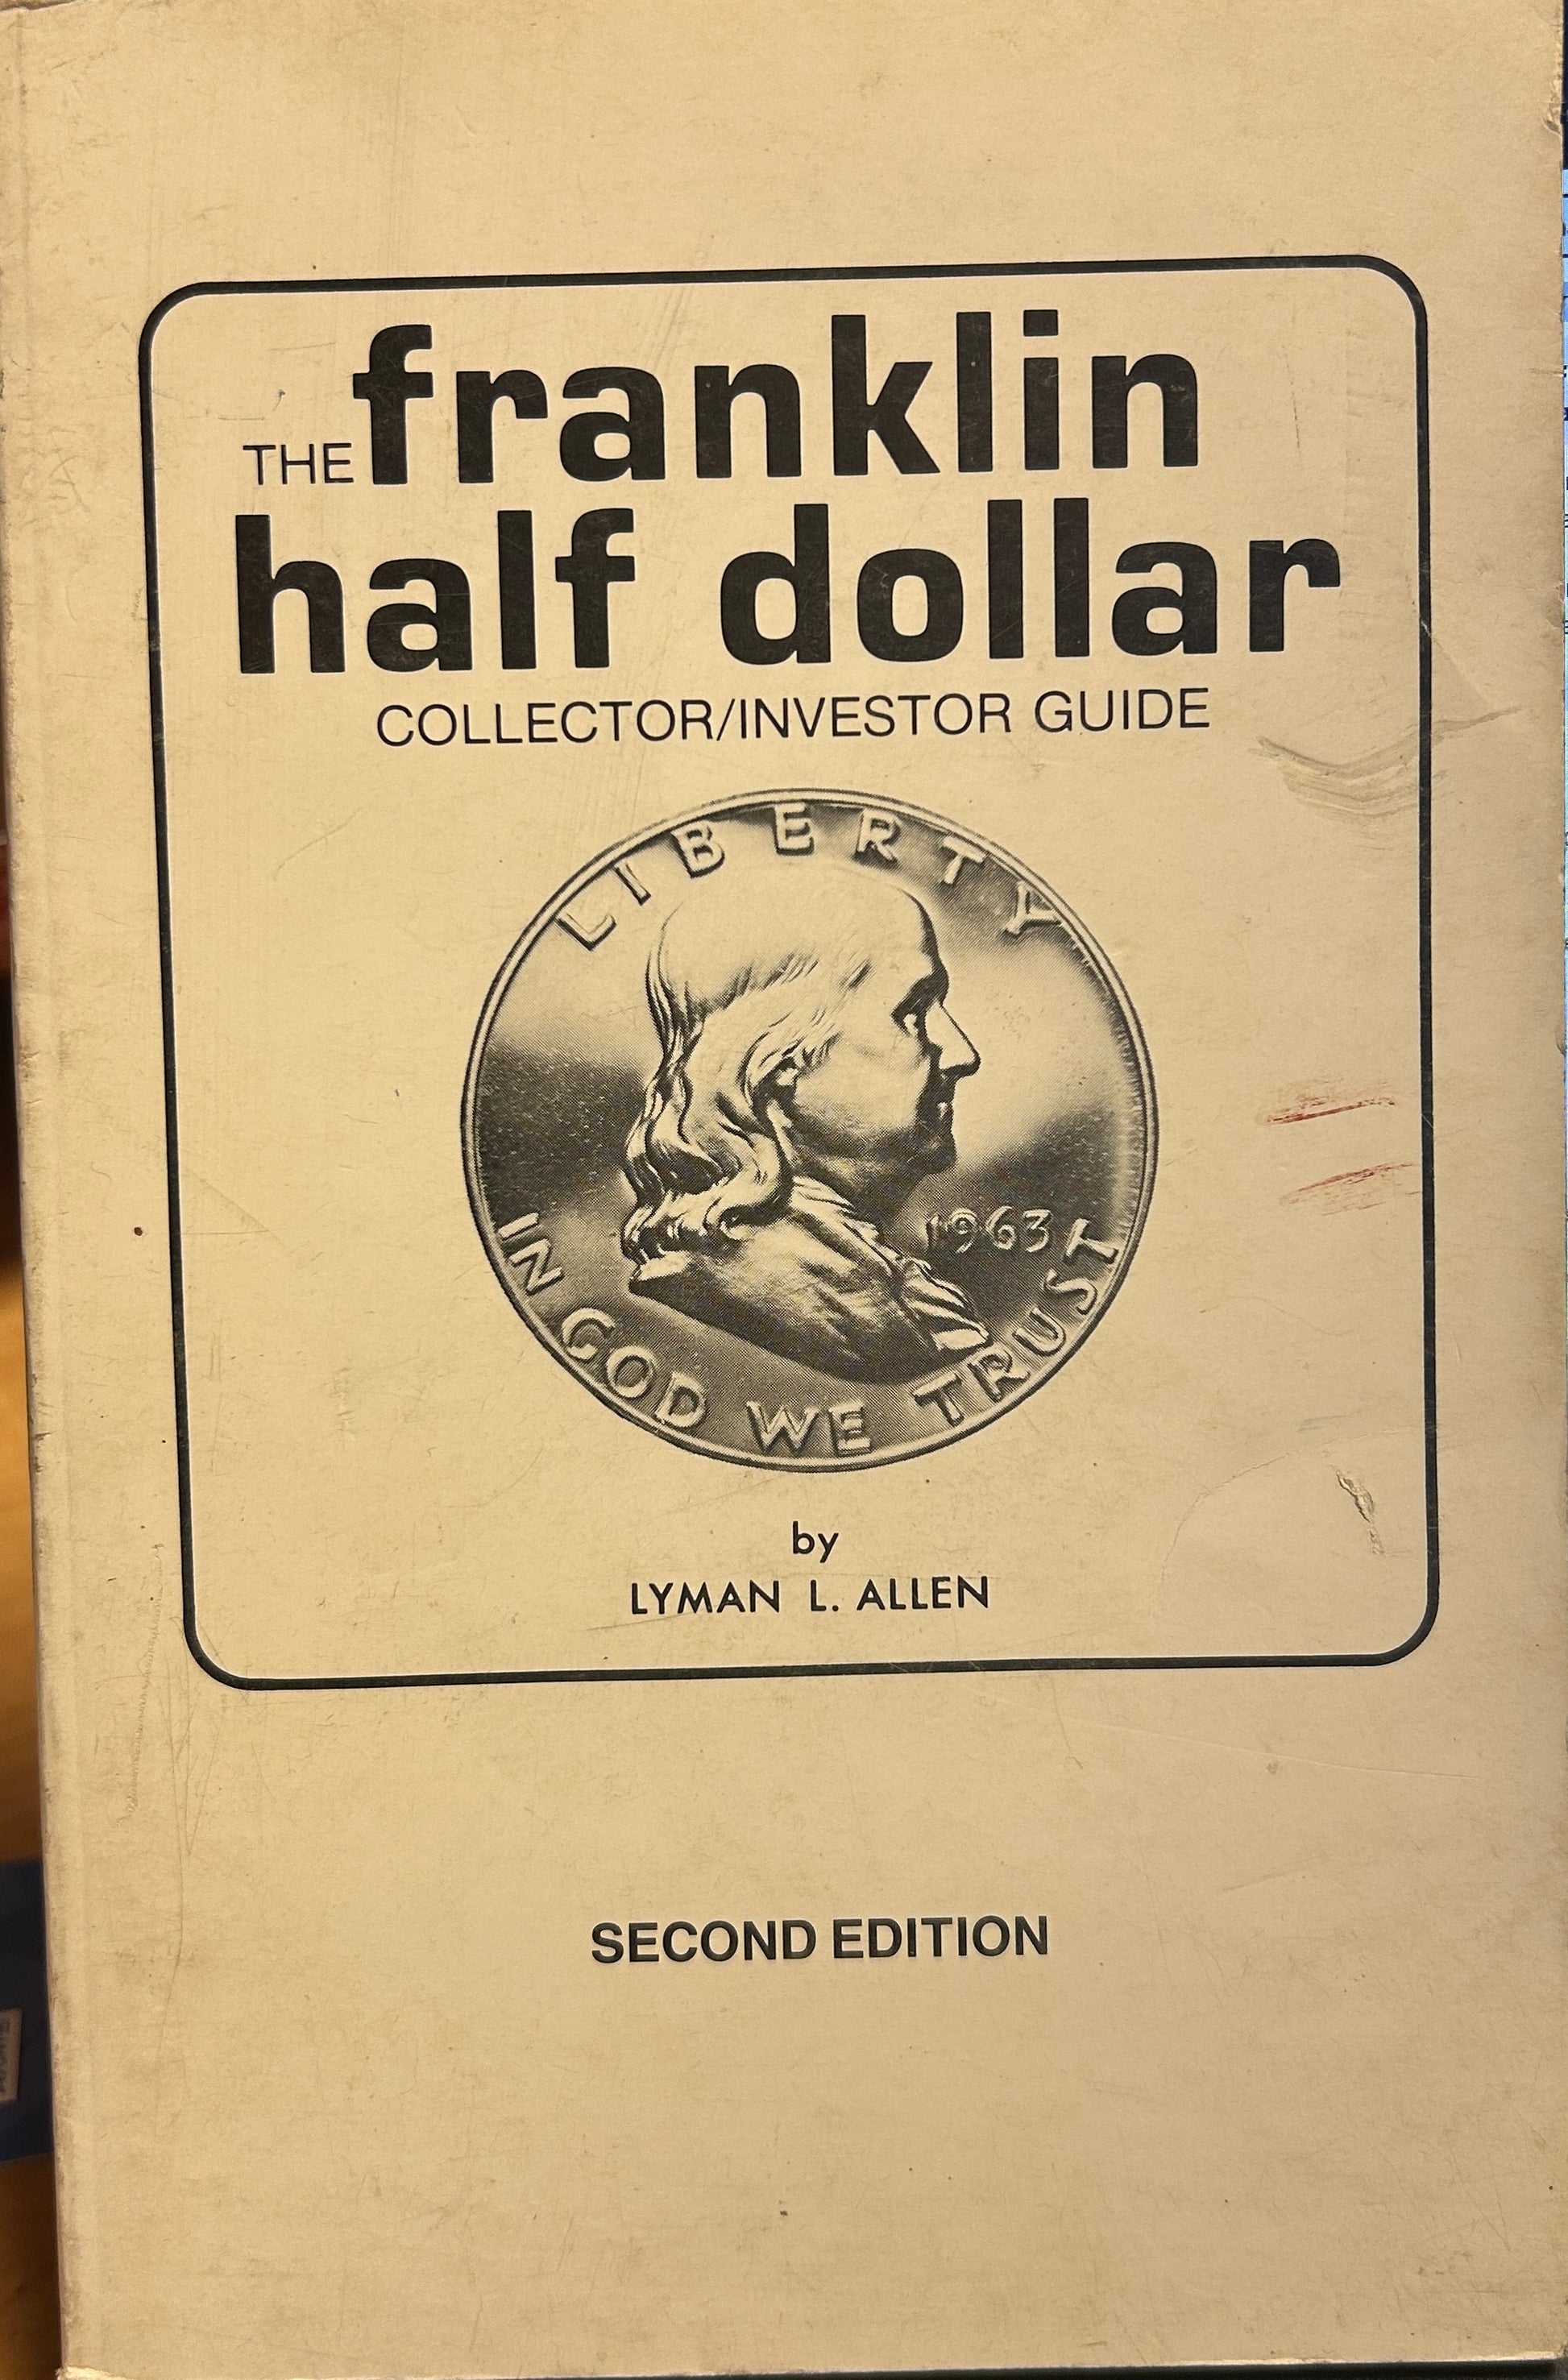 THE franklin
half dollar
COLLECTOR/INVESTOR GUIDE
LIBERTY
1963
IN GOD WE TRUST
by
LYMAN L. ALLEN
SECOND EDITION